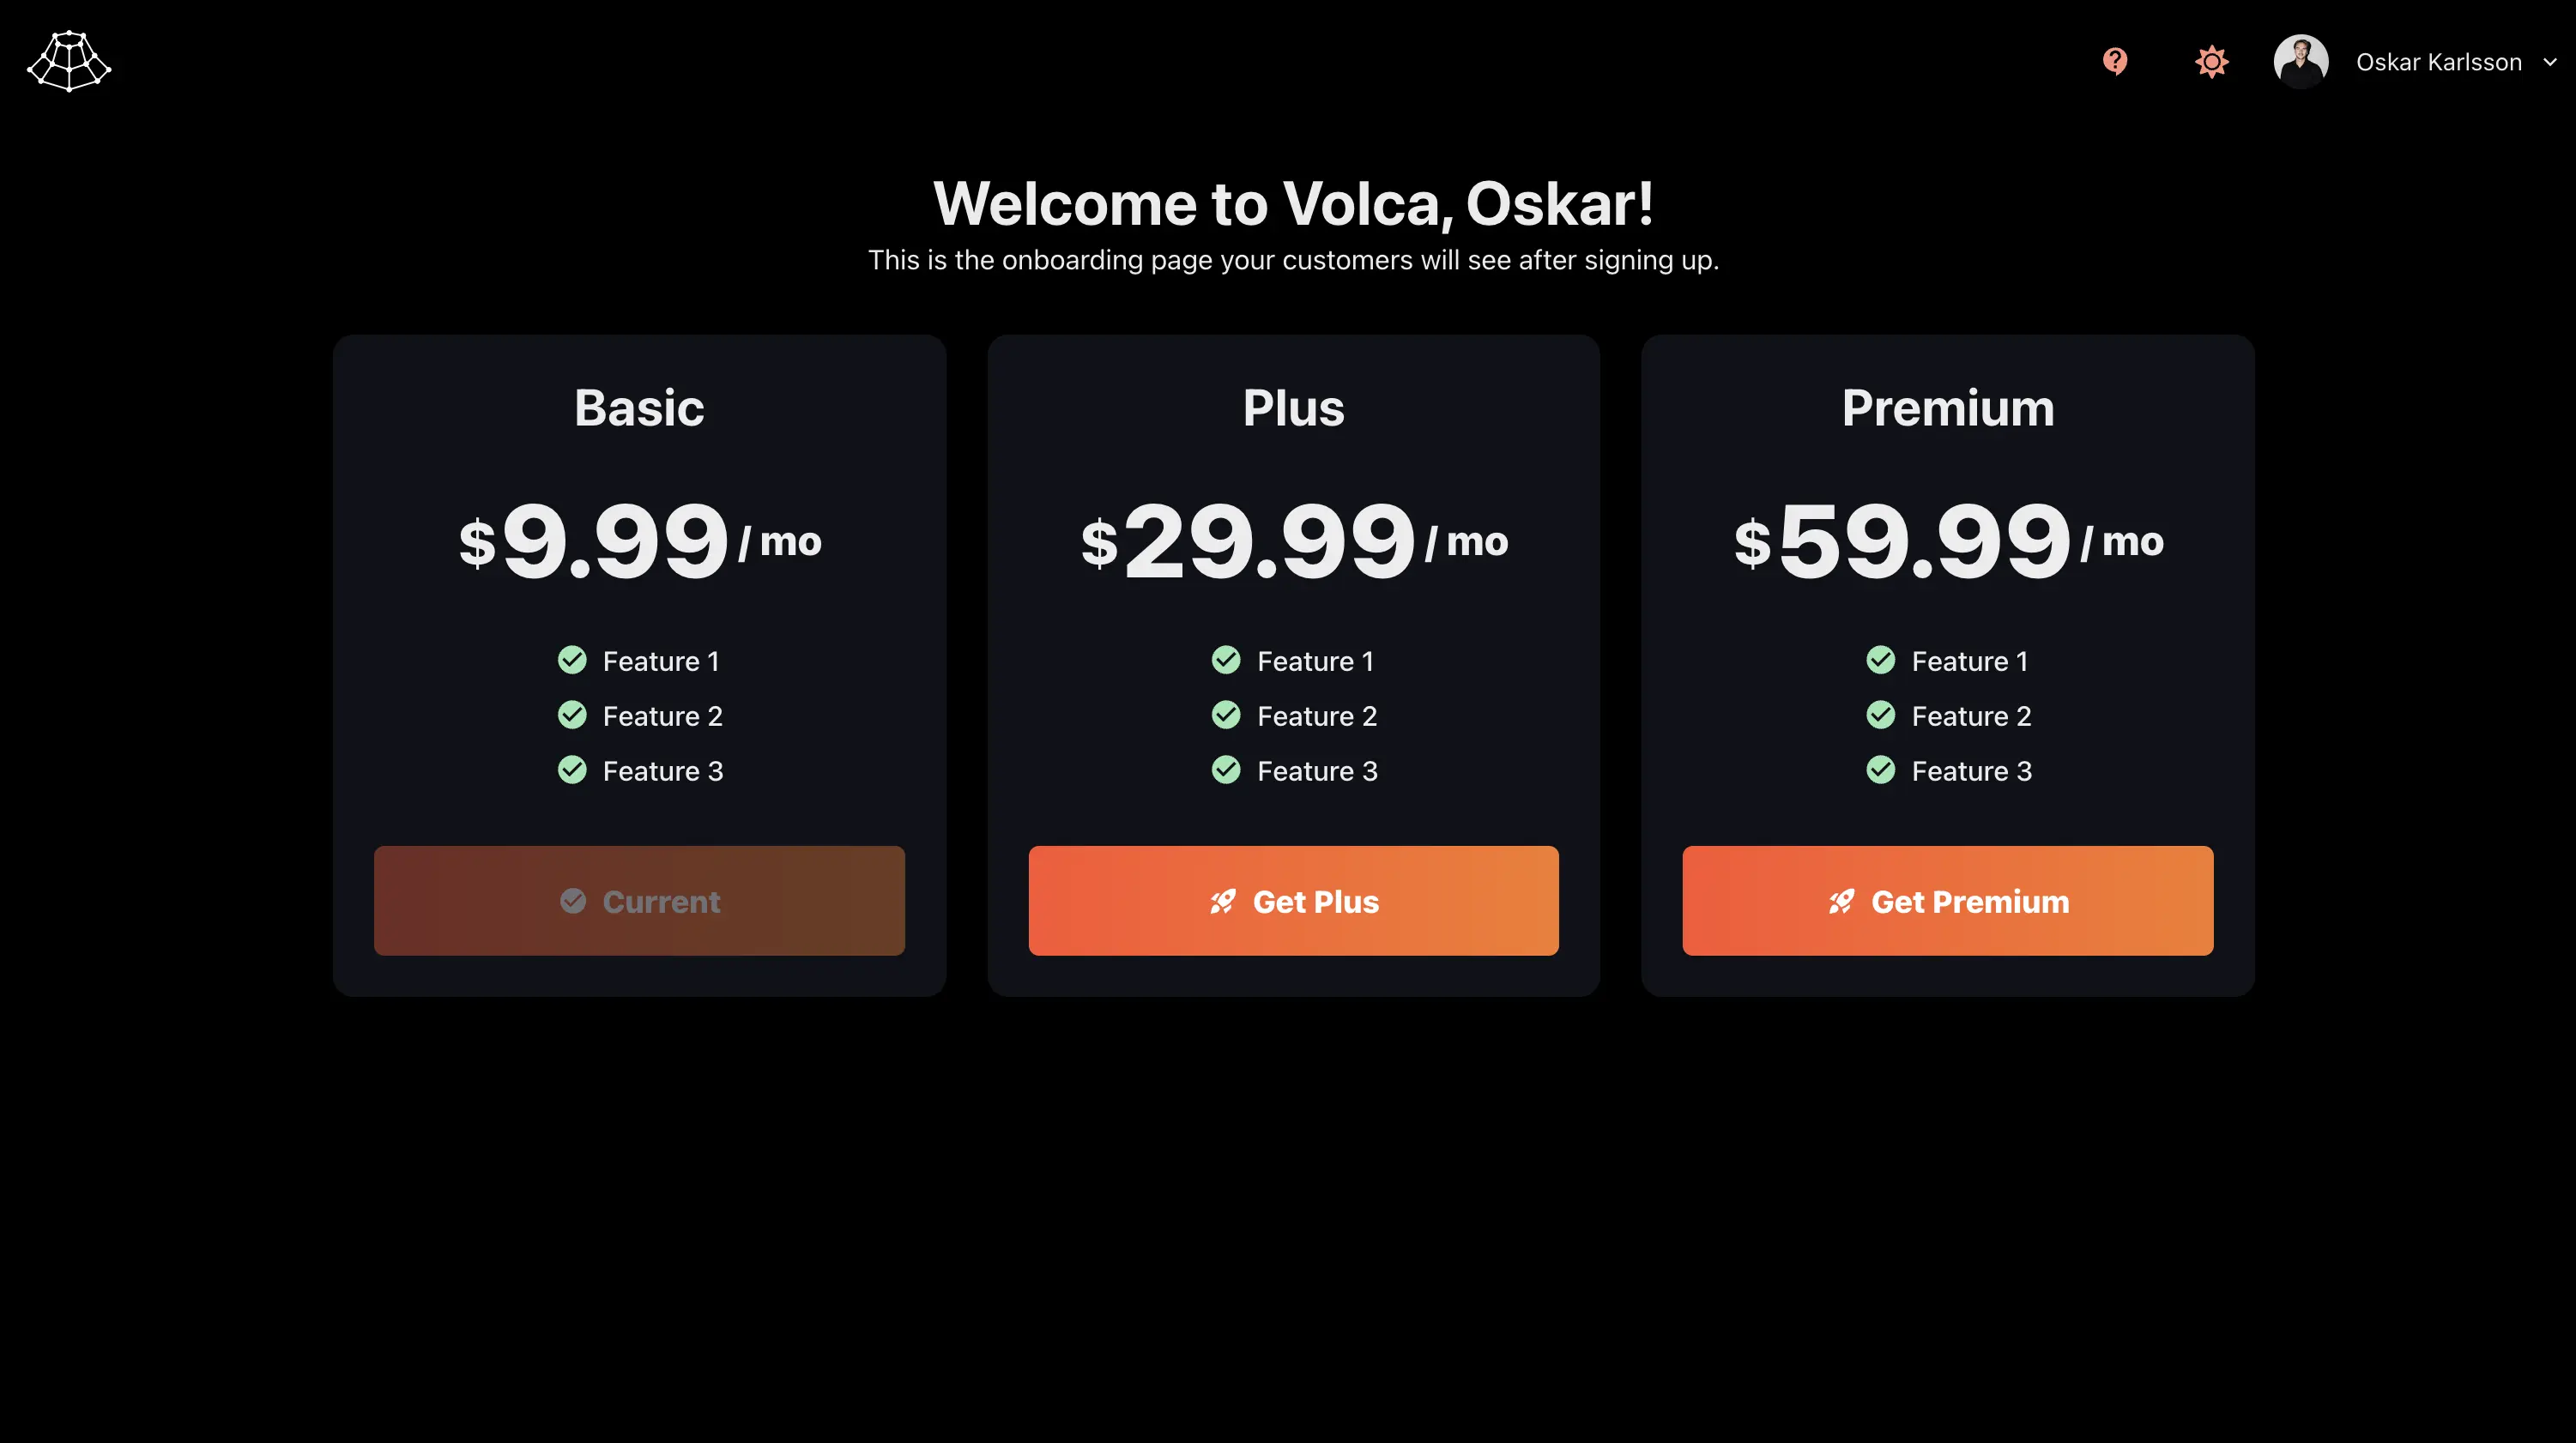 Oskar Karlsson
Welcome to Volca, Oskar!
This is the onboarding page your customers will see after signing up.
Basic
$9.99/ mo
Feature 1
Feature 2
Feature 3
Current
Plus
$29.99/ mo
Feature 1
Feature 2
Feature 3
Get Plus
Premium
$59.99/ mo
Feature 1
Feature 2
Feature 3
Get Premium